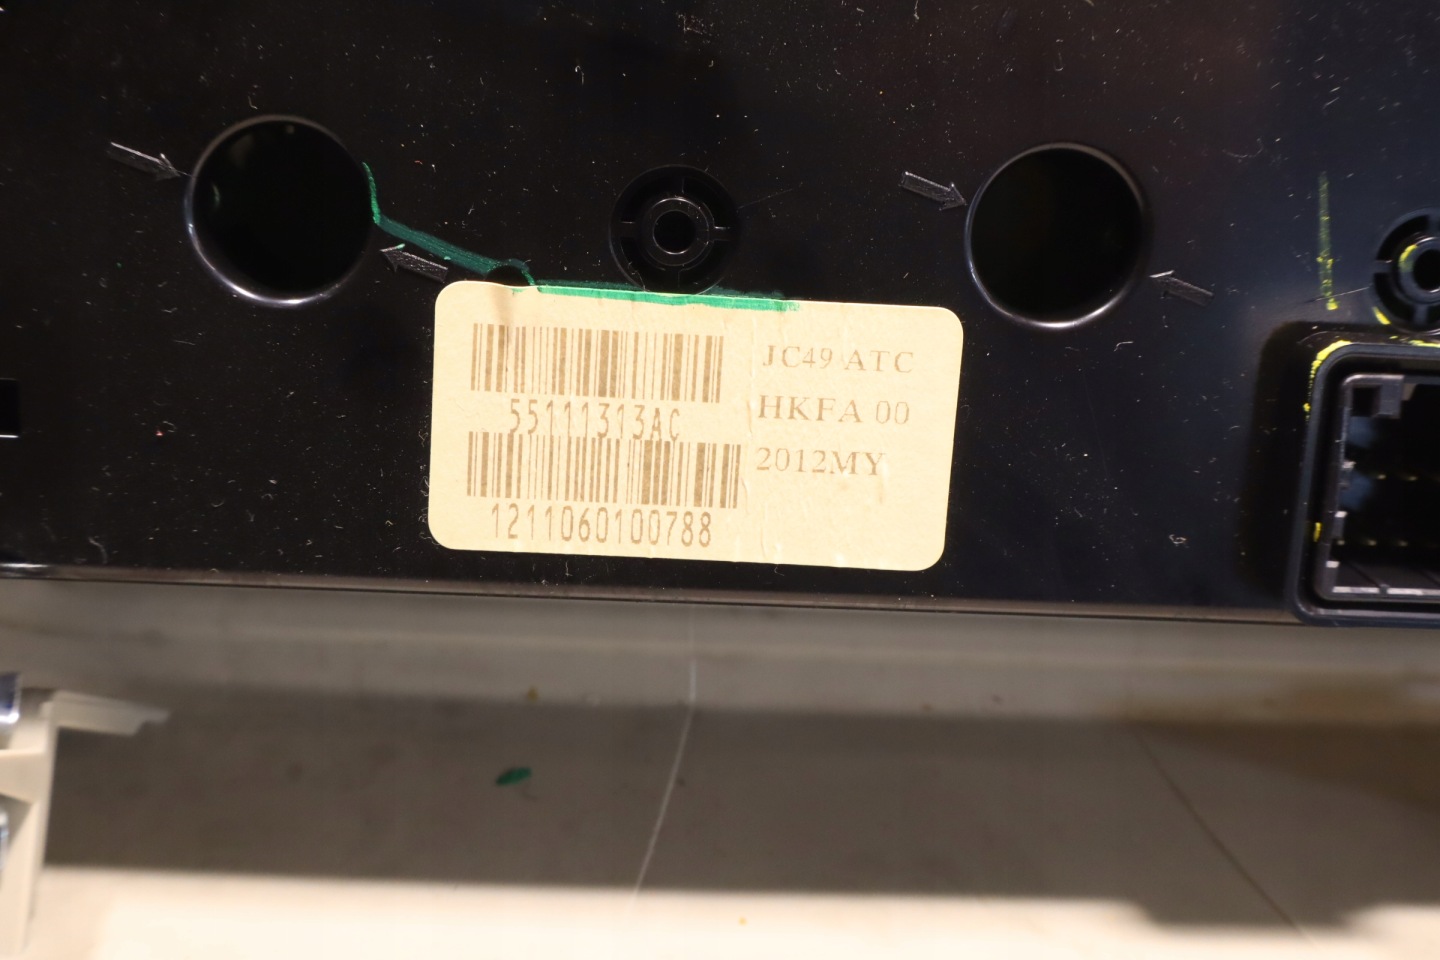 55111313AC
1211060100788
JC49 ATC
HKFA 00
2012MY